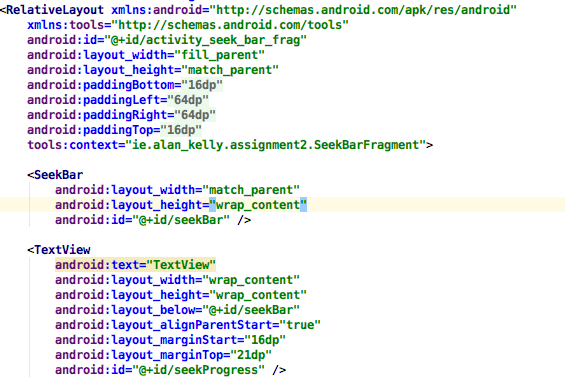 <RelativeLayout xmlns:android="http://schemas.android.com/apk/res/android"
    xmlns:tools="http://schemas.android.com/tools"
    android:id="@+id/activity_seek_bar_frag"
    android:layout_width="fill_parent"
    android:layout_height="match_parent"
    android:paddingBottom="16dp"
    android:paddingLeft="64dp"
    android:paddingRight="64dp"
    android:paddingTop="16dp"
    tools:context="ie.alan_kelly.assignment2.SeekBarFragment">

    <SeekBar
        android:layout_width="match_parent"
        android:layout_height="wrap_content"
        android:id="@+id/seekBar" />

    <TextView
        android:text="TextView"
        android:layout_width="wrap_content"
        android:layout_height="wrap_content"
        android:layout_below="@+id/seekBar"
        android:layout_alignParentStart="true"
        android:layout_marginStart="16dp"
        android:layout_marginTop="21dp"
        android:id="@+id/seekProgress" />